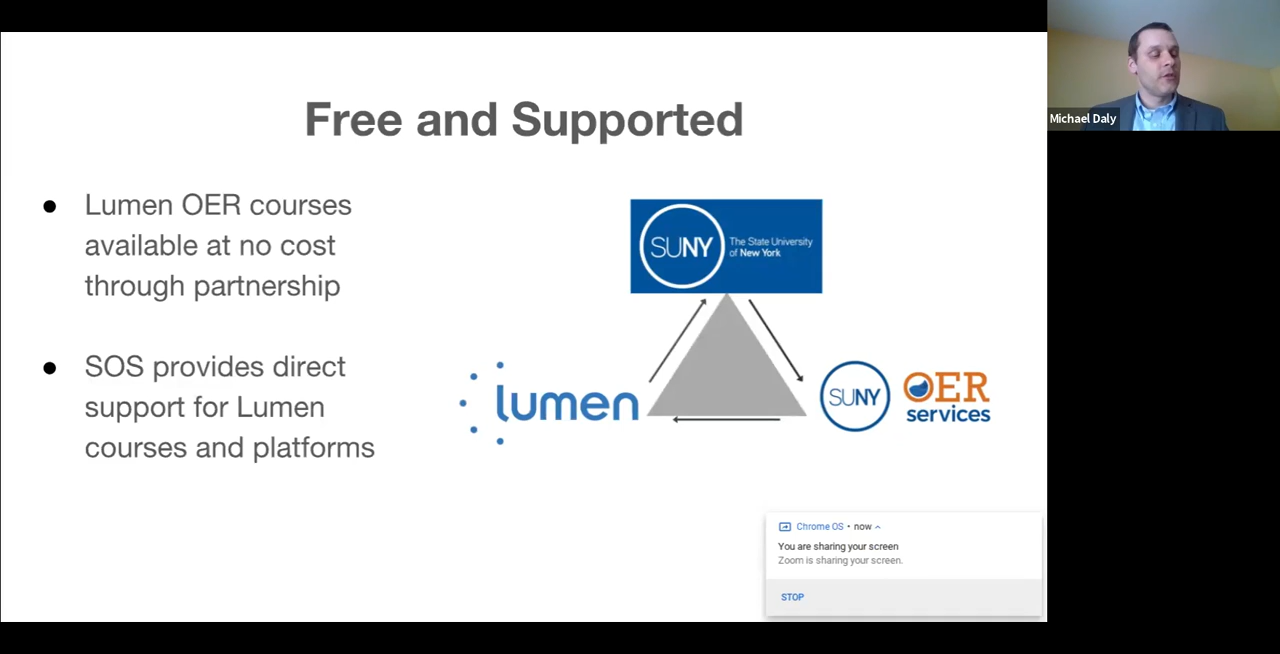 Free and Supported
● Lumen OER courses
available at no cost
through partnership
● SOS provides direct
support for Lumen
courses and platforms
SUNY
The State University
of New York
lumen
SUNY
OER
services
Chrome OS • now
You are sharing your screen
Zoom is sharing your screen.
STOP
Michael Daly